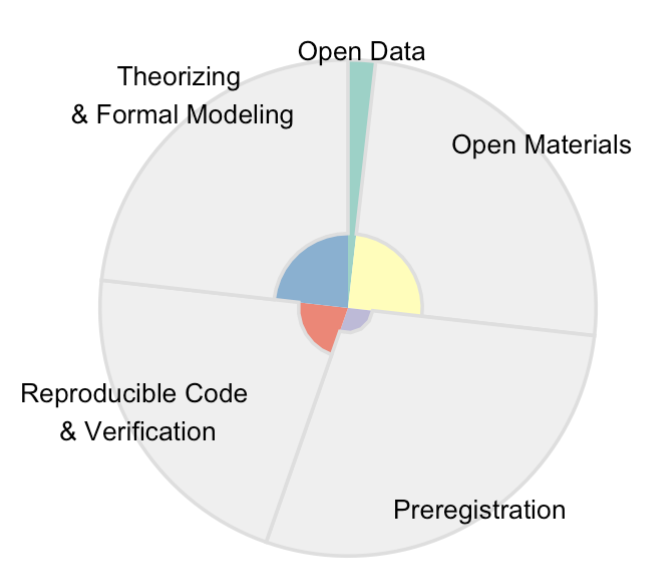 Open Data
Theorizing
& Formal Modeling
Open Materials
Reproducible Code
& Verification
Preregistration